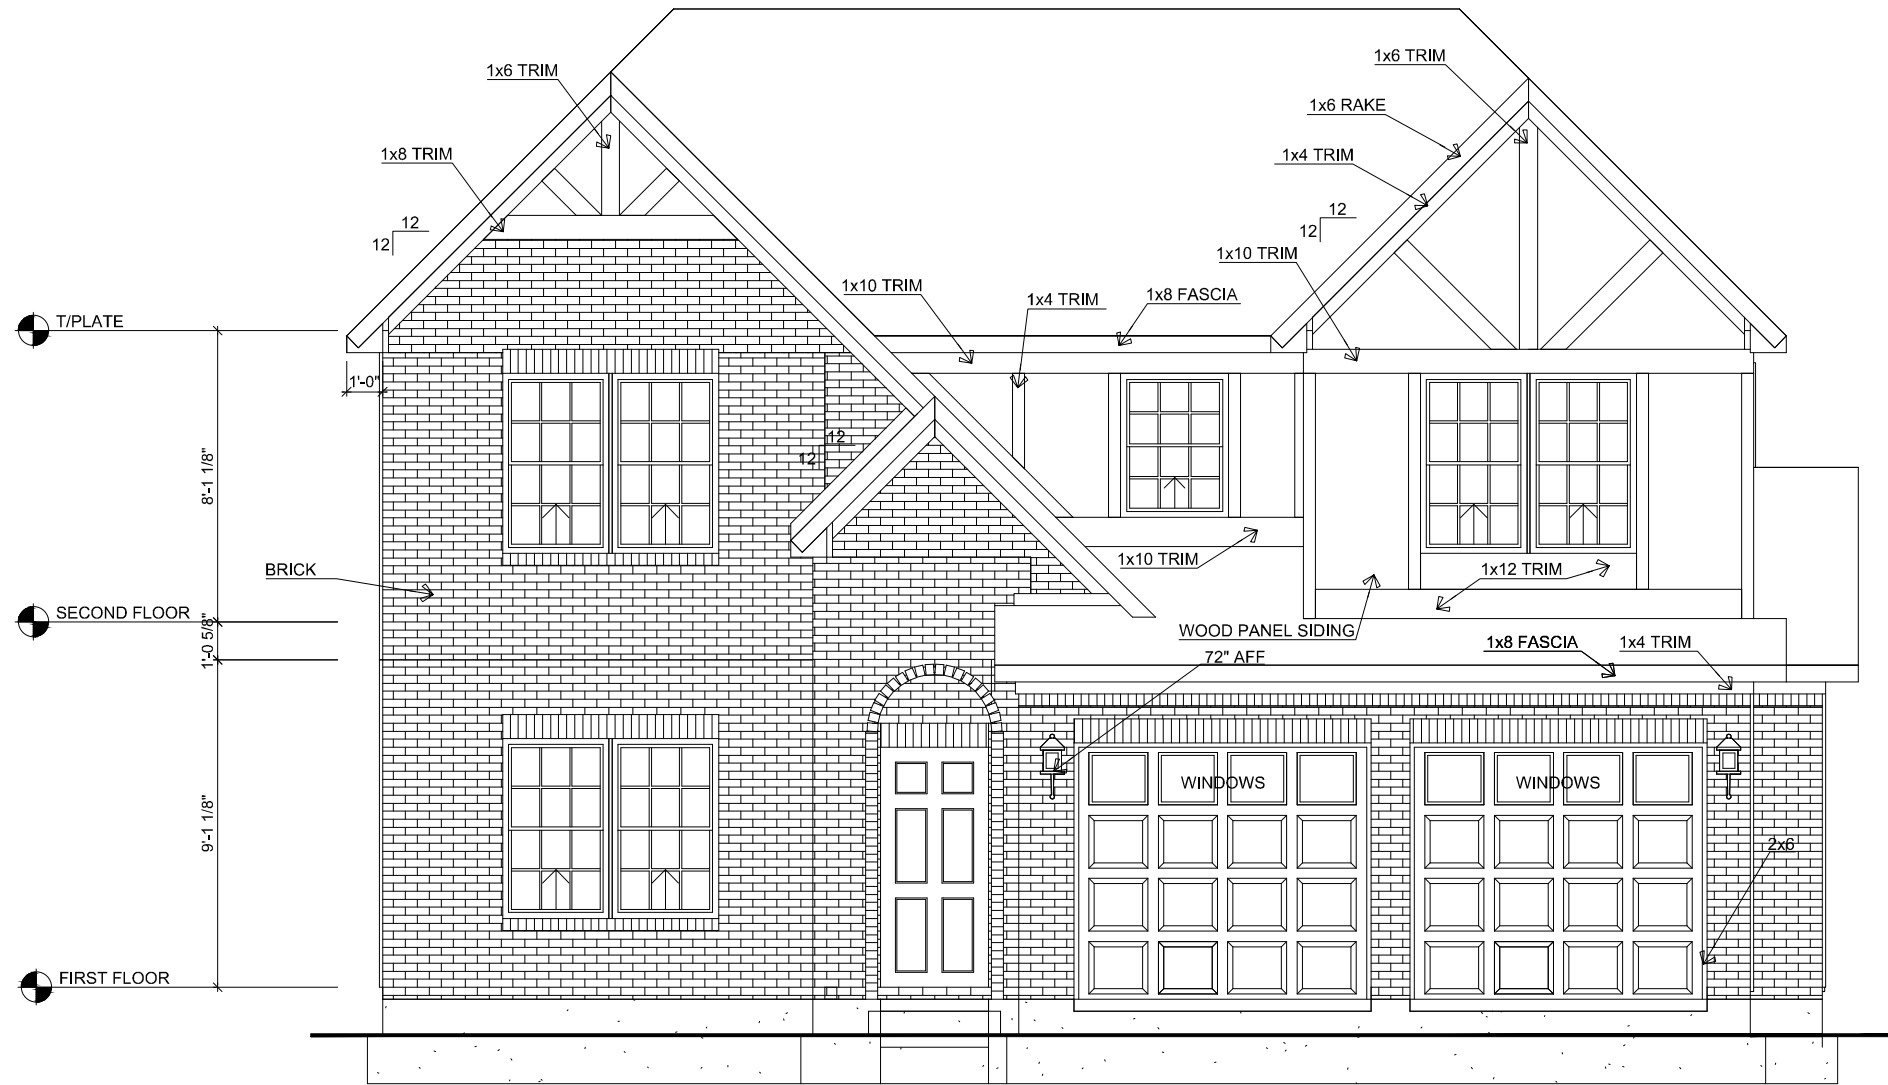 1x6 TRIM
1x6 TRIM
1x6 RAKE
1x8 TRIM
1x4 TRIM
12
12
12
12
1x10 TRIM
1x10 TRIM
1x4 TRIM
1x8 FASCIA
T/PLATE
1'-0"
12
12
8'-1 1/8"
BRICK
1x10 TRIM
1x12 TRIM
SECOND FLOOR
1'-0 5/8"
WOOD PANEL SIDING
72" AFF
1x8 FASCIA
1x4 TRIM
WINDOWS
WINDOWS
9'-1 1/8"
2x6
FIRST FLOOR